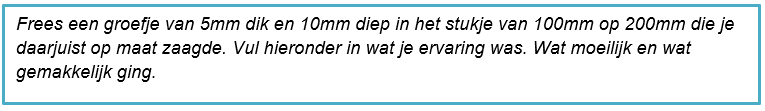 Frees een groefje van 5mm dik en 10mm diep in het stukje van 100mm op 200mm die je
daarjuist op maat zaagde. Vul hieronder in wat je ervaring was. Wat moeilijk en wat
gemakkelijk ging.